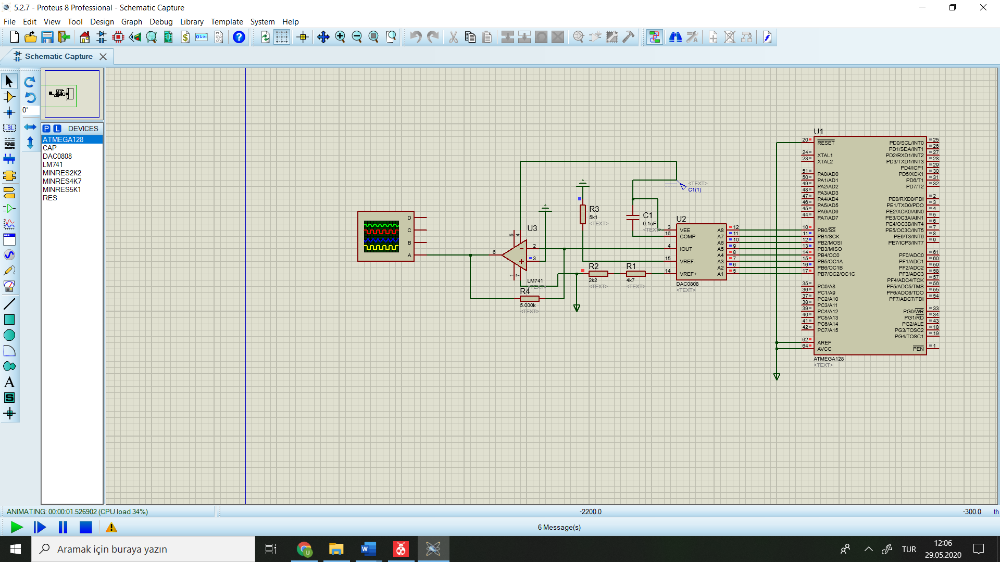 5.2.7 - Proteus 8 Professional - Schematic Capture
File Edit View Tool Design Graph Debug Library Template System Help
Schematic Capture
0°
LBL
P L DEVICES
ATMEGA128
CAP
DAC0808
LM741
MINRES2K2
MINRES4K7
MINRES5K1
RES
A
S
D
C
B
A
U3
5
4
6
2
3
1
7
LM741
<TEXT>
R4
5.000k
<TEXT>
R3
5k1
<TEXT>
R2
2k2
<TEXT>
R1
4k7
<TEXT>
<TEXT>
C1(1)
C1
0.1uF
<TEXT>
U2
3 VEE A8 12
16 COMP A7 11
A6 10
4 IOUT A5 9
A4 8
15 VREF- A3 7
A2 6
14 VREF+ A1 5
DAC0808
<TEXT>
U1
20 RESET PD0/SCL/INT0 25
PD1/SDA/INT1 26
24 XTAL1 PD2/RXD1/INT2 27
23 XTAL2 PD3/TXD1/INT3 28
PD4/ICP1 29
51 PA0/AD0 PD5/XCK1 30
50 PA1/AD1 PD6/T1 31
49 PA2/AD2 PD7/T2 32
48 PA3/AD3
47 PA4/AD4 PE0/RXD0/PDI 2
46 PA5/AD5 PE1/TXD0/PDO 3
45 PA6/AD6 PE2/XCK0/AIN0 4
44 PA7/AD7 PE3/OC3A/AIN1 5
PE4/OC3B/INT4 6
10 PB0/SS PE5/OC3C/INT5 7
11 PB1/SCK PE6/T3/INT6 8
12 PB2/MOSI PE7/ICP3/INT7 9
13 PB3/MISO
14 PB4/OC0 PF0/ADC0 61
15 PB5/OC1A PF1/ADC1 60
16 PB6/OC1B PF2/ADC2 59
17 PB7/OC2/OC1C PF3/ADC3 58
PF4/ADC4/TCK 57
35 PC0/A8 PF5/ADC5/TMS 56
36 PC1/A9 PF6/ADC6/TDO 55
37 PC2/A10 PF7/ADC7/TDI 54
38 PC3/A11
39 PC4/A12 PG0/WR 33
40 PC5/A13 PG1/RD 34
41 PC6/A14 PG2/ALE 43
42 PC7/A15 PG3/TOSC2 18
PG4/TOSC1 19
62 AREF
64 AVCC PEN 1
ATMEGA128
<TEXT>
ANIMATING: 00:00:01.526902 (CPU load 34%) -2200.0 -300.0 th
6 Message(s)
Aramak için buraya yazın
TUR
12:06
29.05.2020